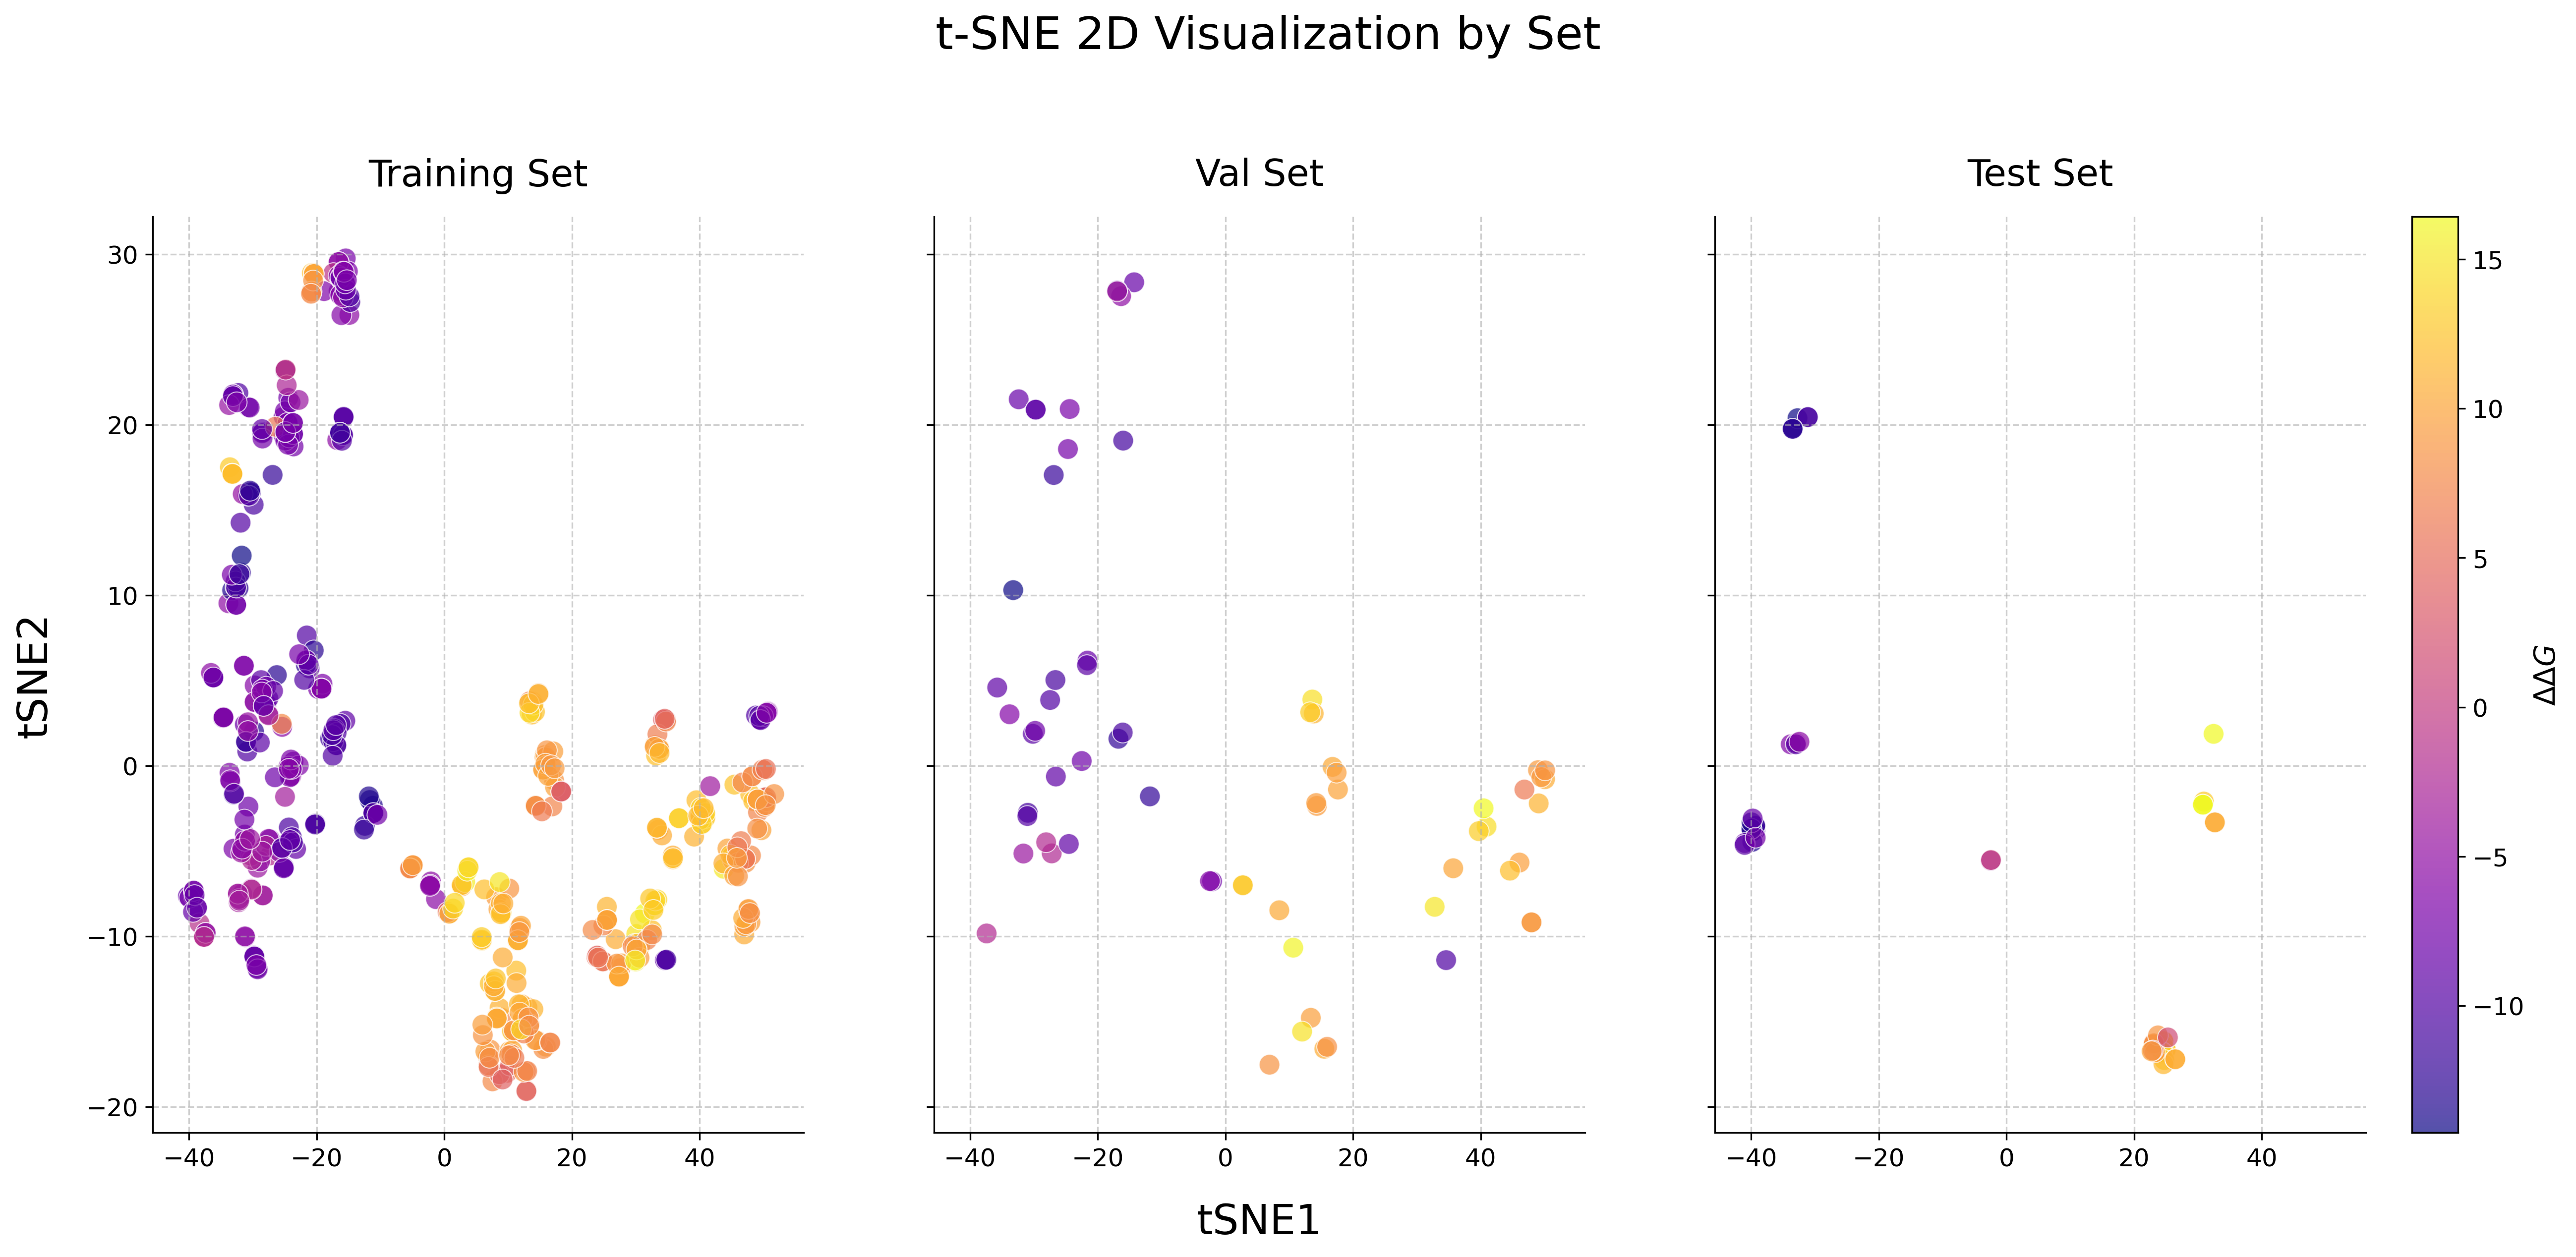 t-SNE 2D Visualization by Set
Training Set
Val Set
Test Set
30
20
10
0
−10
−20
tSNE2
−40 −20 0 20 40
−40 −20 0 20 40
−40 −20 0 20 40
tSNE1
15
10
5
0
−5
−10
ΔΔG